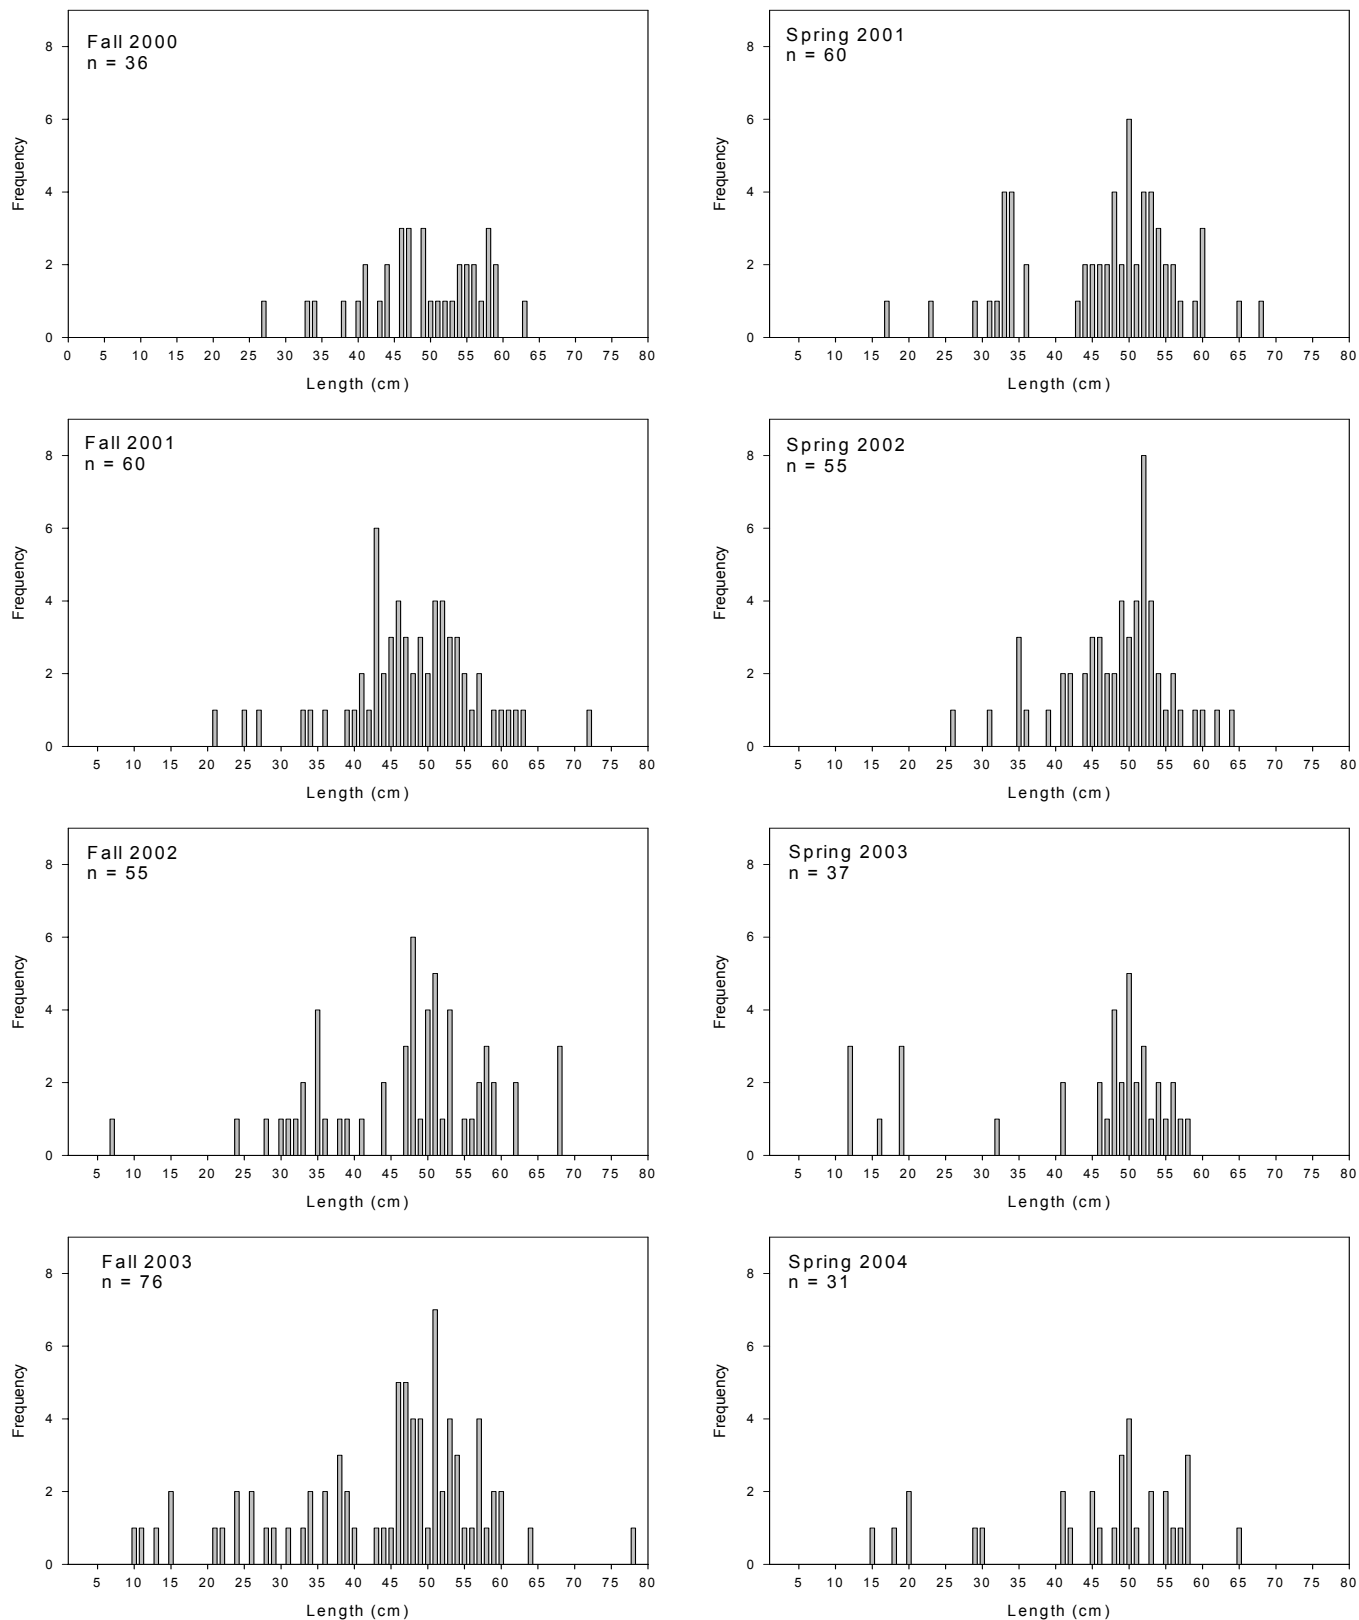 Fall 2000
n = 36
8
6
4
2
0
Frequency
0 5 10 15 20 25 30 35 40 45 50 55 60 65 70 75 80
Length (cm)
Spring 2001
n = 60
8
6
4
2
0
Frequency
5 10 15 20 25 30 35 40 45 50 55 60 65 70 75 80
Length (cm)
Fall 2001
n = 60
8
6
4
2
0
Frequency
5 10 15 20 25 30 35 40 45 50 55 60 65 70 75 80
Length (cm)
Spring 2002
n = 55
8
6
4
2
0
Frequency
5 10 15 20 25 30 35 40 45 50 55 60 65 70 75 80
Length (cm)
Fall 2002
n = 55
8
6
4
2
0
Frequency
5 10 15 20 25 30 35 40 45 50 55 60 65 70 75 80
Length (cm)
Spring 2003
n = 37
8
6
4
2
0
Frequency
5 10 15 20 25 30 35 40 45 50 55 60 65 70 75 80
Length (cm)
Fall 2003
n = 76
8
6
4
2
0
Frequency
5 10 15 20 25 30 35 40 45 50 55 60 65 70 75 80
Length (cm)
Spring 2004
n = 31
8
6
4
2
0
Frequency
5 10 15 20 25 30 35 40 45 50 55 60 65 70 75 80
Length (cm)